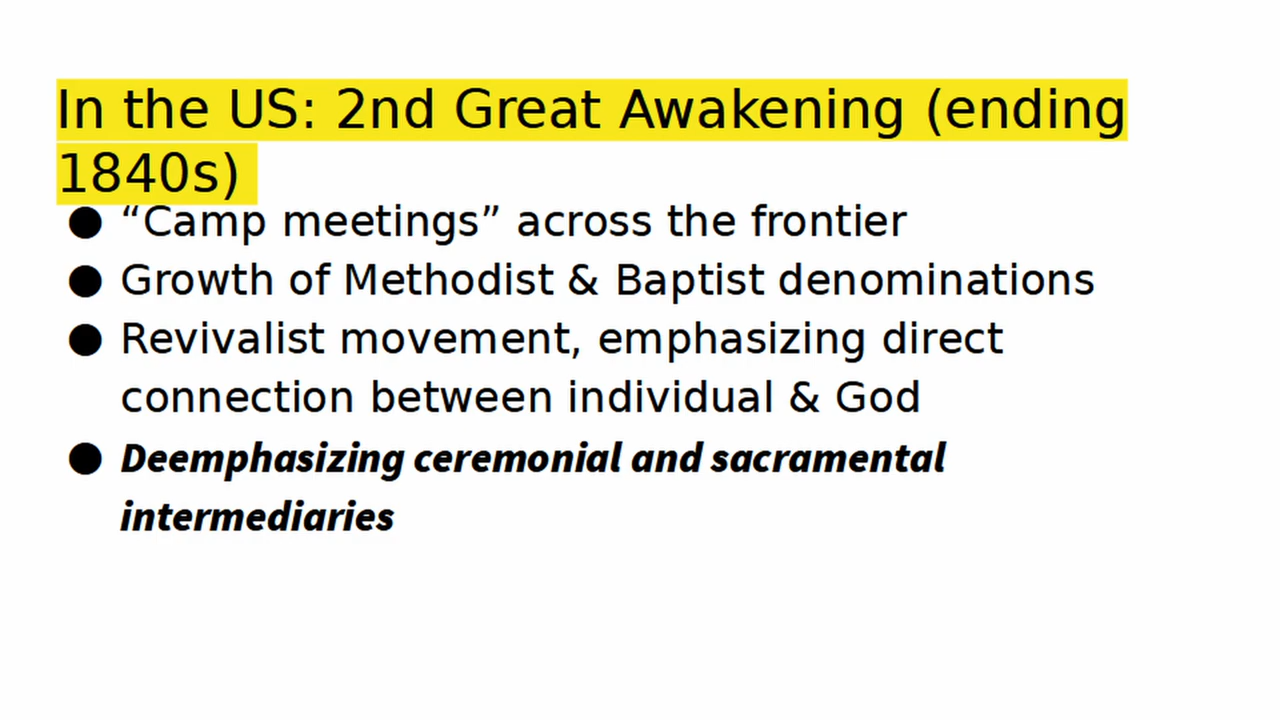 In the US: 2nd Great Awakening (ending
1840s)
● “Camp meetings” across the frontier
● Growth of Methodist & Baptist denominations
● Revivalist movement, emphasizing direct
connection between individual & God
● Deemphasizing ceremonial and sacramental
intermediaries